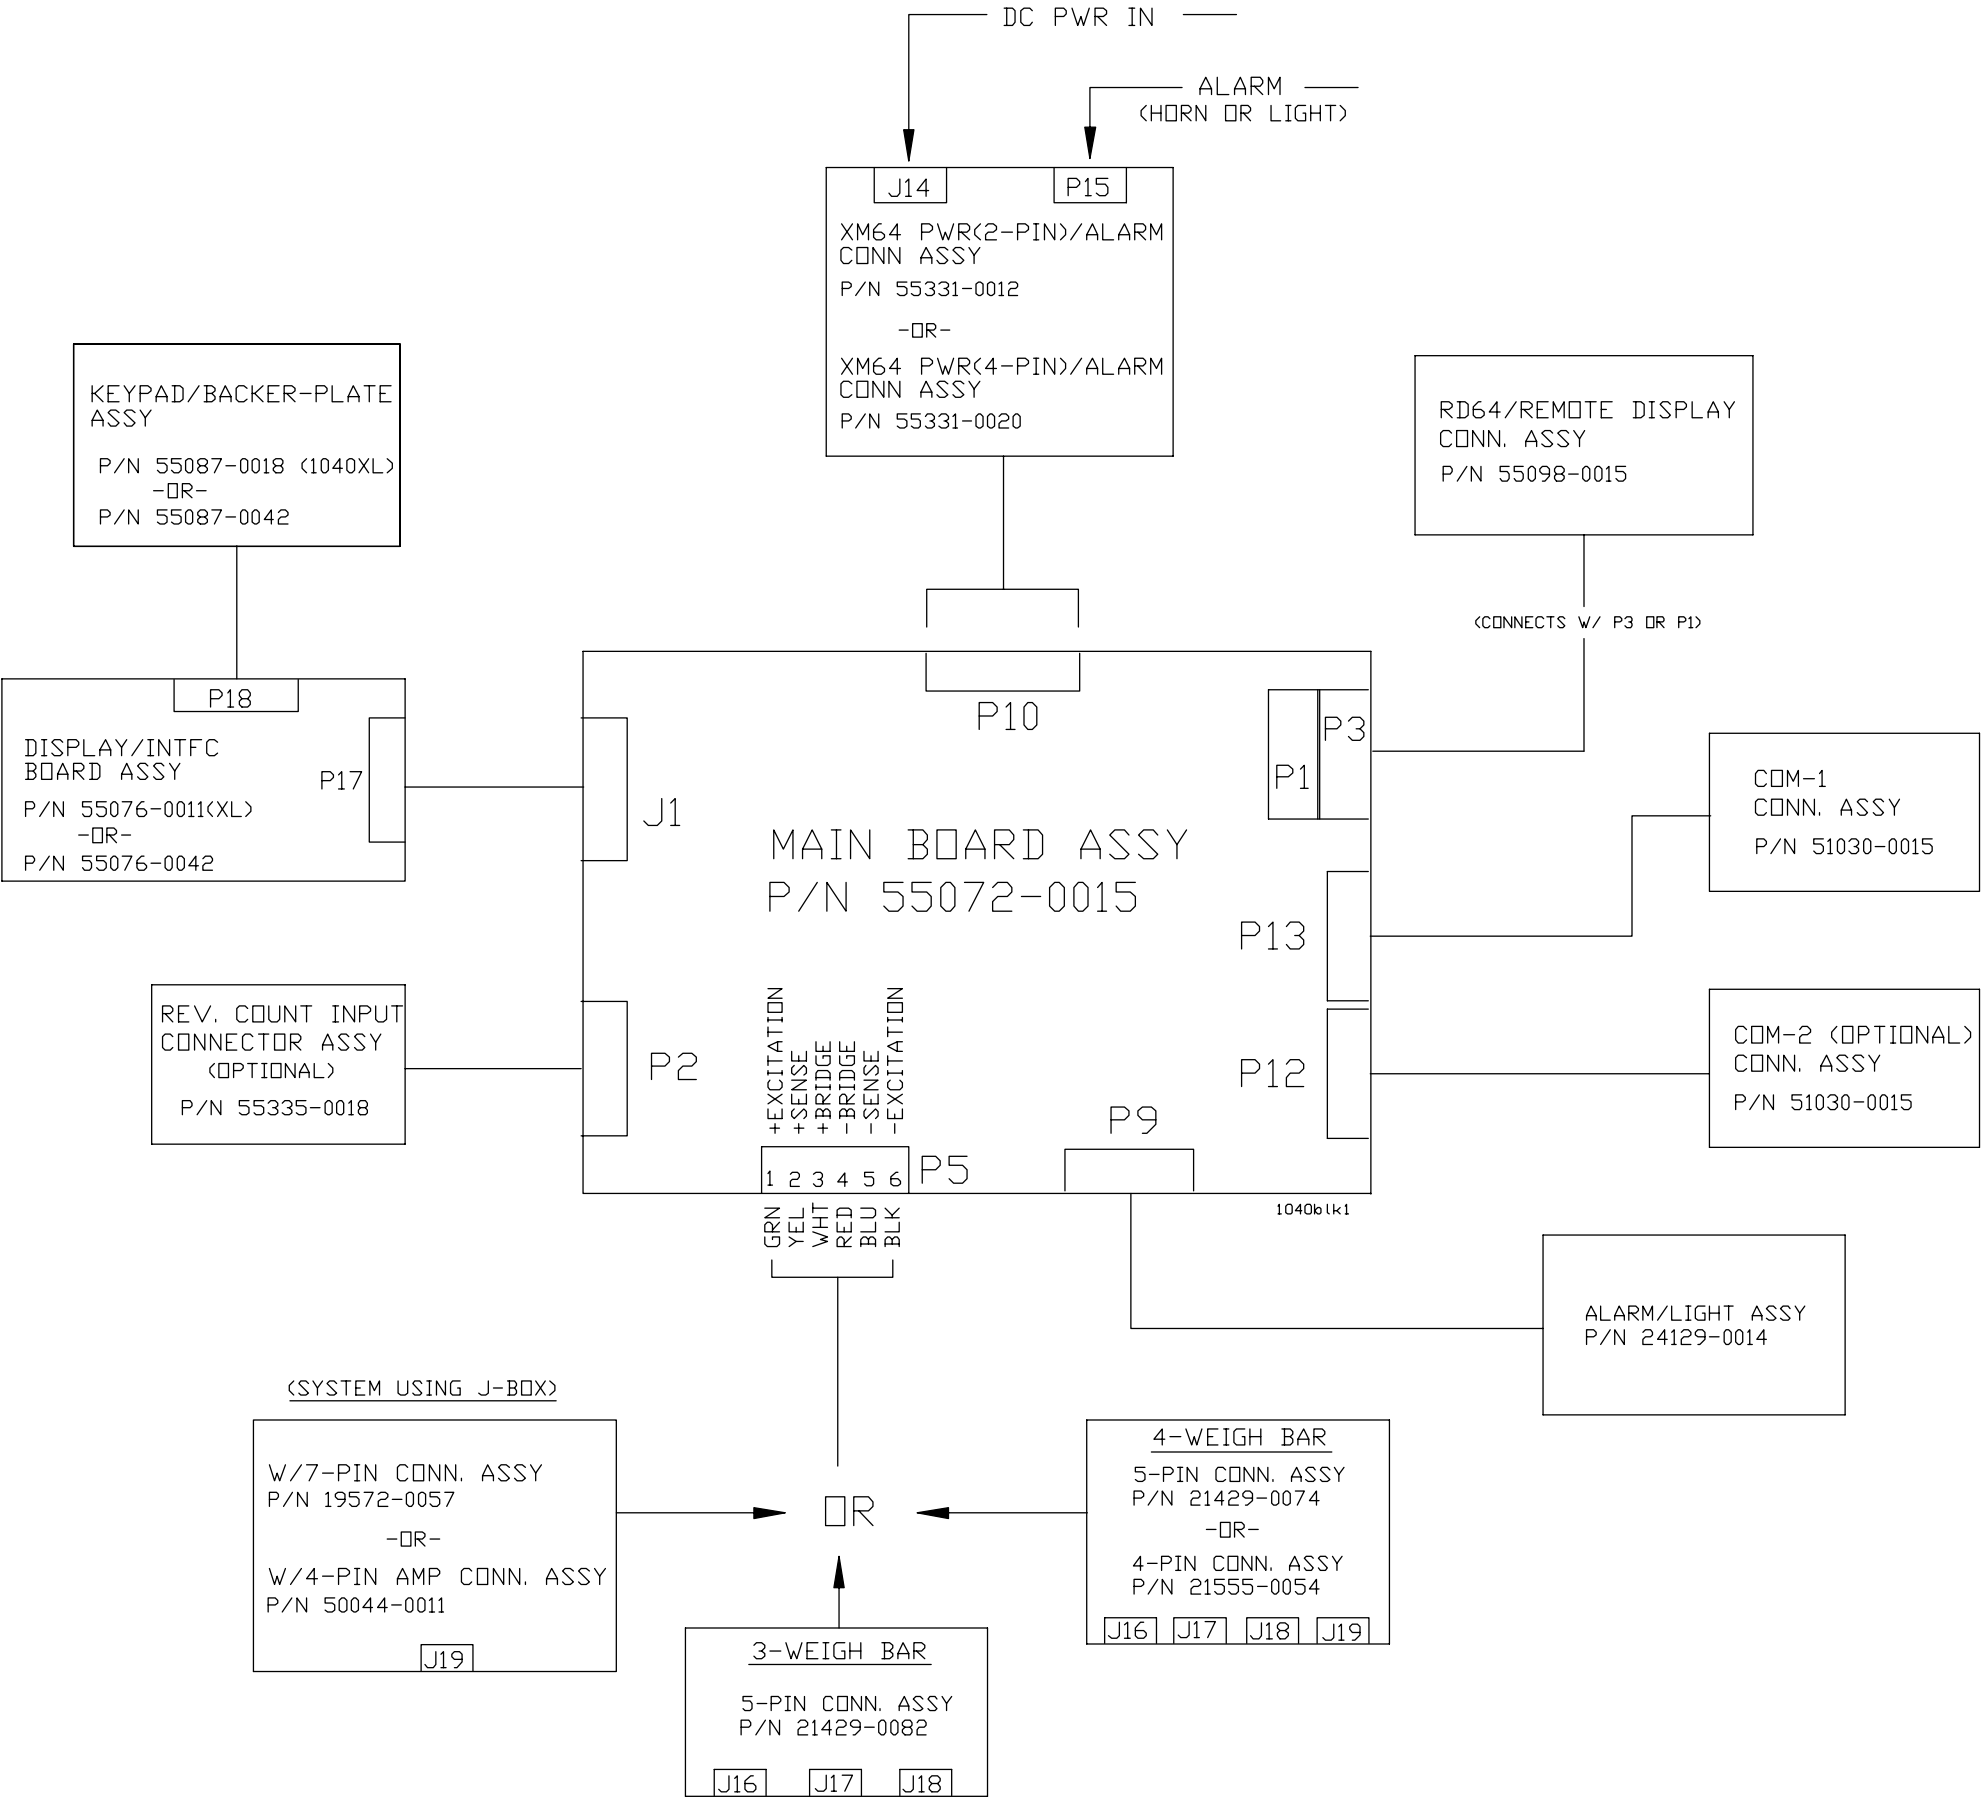 DC PWR IN
ALARM
(HORN OR LIGHT)
J14
P15
XM64 PWR(2-PIN)/ALARM
CONN ASSY
P/N 55331-0012
-OR-
XM64 PWR(4-PIN)/ALARM
CONN ASSY
P/N 55331-0020
KEYPAD/BACKER-PLATE
ASSY
P/N 55087-0018 (1040XL)
-OR-
P/N 55087-0042
RD64/REMOTE DISPLAY
CONN. ASSY
P/N 55098-0015
(CONNECTS W/ P3 OR P1)
P18
DISPLAY/INTFC
BOARD ASSY
P/N 55076-0011(XL)
-OR-
P/N 55076-0042
P17
J1
P10
P1
P3
MAIN BOARD ASSY
P/N 55072-0015
COM-1
CONN. ASSY
P/N 51030-0015
P13
REV. COUNT INPUT
CONNECTOR ASSY
(OPTIONAL)
P/N 55335-0018
P2
COM-2 (OPTIONAL)
CONN. ASSY
P/N 51030-0015
P12
+EXCITATION
+SENSE
+BRIDGE
-BRIDGE
-SENSE
-EXCITATION
1 2 3 4 5 6
P5
P9
GRN
YEL
WHT
RED
BLU
BLK
1040blk1
ALARM/LIGHT ASSY
P/N 24129-0014
(SYSTEM USING J-BOX)
W/7-PIN CONN. ASSY
P/N 19572-0057
-OR-
W/4-PIN AMP CONN. ASSY
P/N 50044-0011
J19
OR
4-WEIGH BAR
5-PIN CONN. ASSY
P/N 21429-0074
-OR-
4-PIN CONN. ASSY
P/N 21555-0054
J16 J17 J18 J19
3-WEIGH BAR
5-PIN CONN. ASSY
P/N 21429-0082
J16 J17 J18